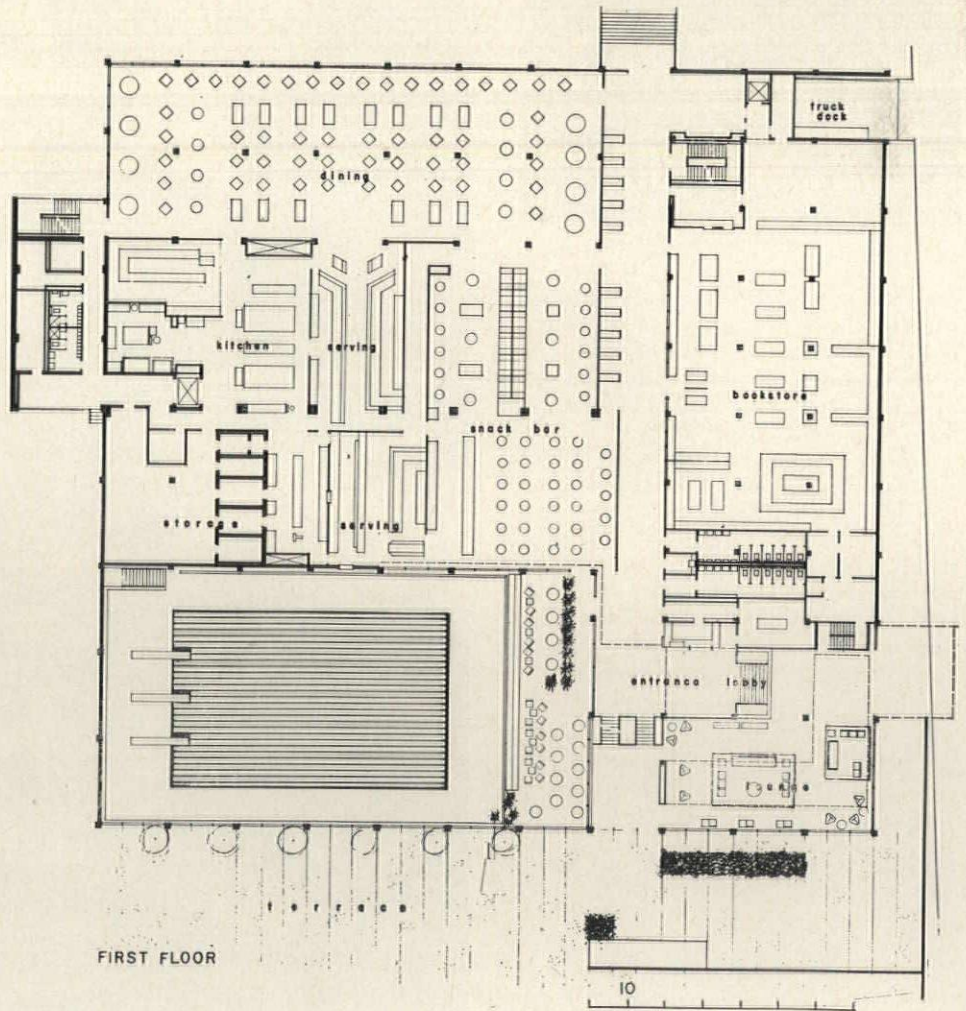 truck
dock
dining
kitchen
serving
bookstore
snack bar
storage
serving
entrance lobby
lounge
terrace
FIRST FLOOR
10